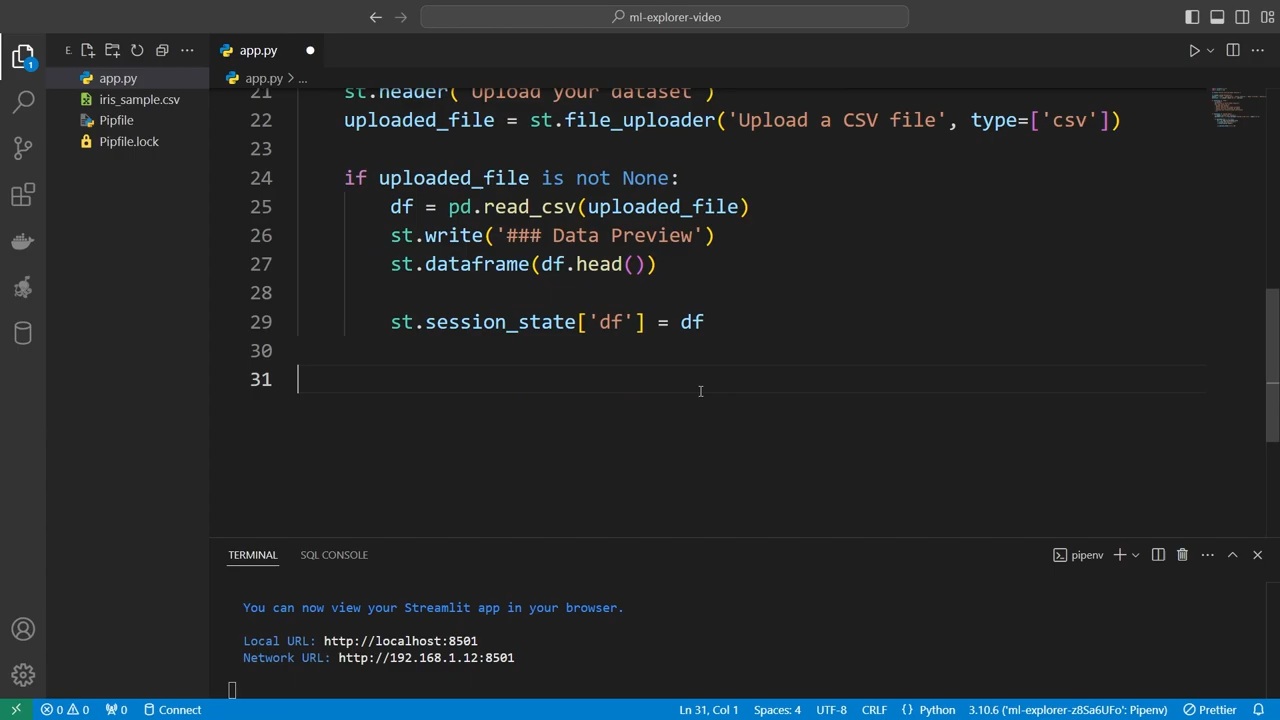 ml-explorer-video
E.
app.py
iris_sample.csv
Pipfile
Pipfile.lock
app.py
app.py > ...
21 st.header('Upload your dataset')
22 uploaded_file = st.file_uploader('Upload a CSV file', type=['csv'])
23
24 if uploaded_file is not None:
25 df = pd.read_csv(uploaded_file)
26 st.write('### Data Preview')
27 st.dataframe(df.head())
28
29 st.session_state['df'] = df
30
31
1
TERMINAL SQL CONSOLE
pipenv
You can now view your Streamlit app in your browser.
Local URL: http://localhost:8501
Network URL: http://192.168.1.12:8501
0 0 0 Connect Ln 31, Col 1 Spaces: 4 UTF-8 CRLF {} Python 3.10.6 ('ml-explorer-z8Sa6UFo': Pipenv) Prettier